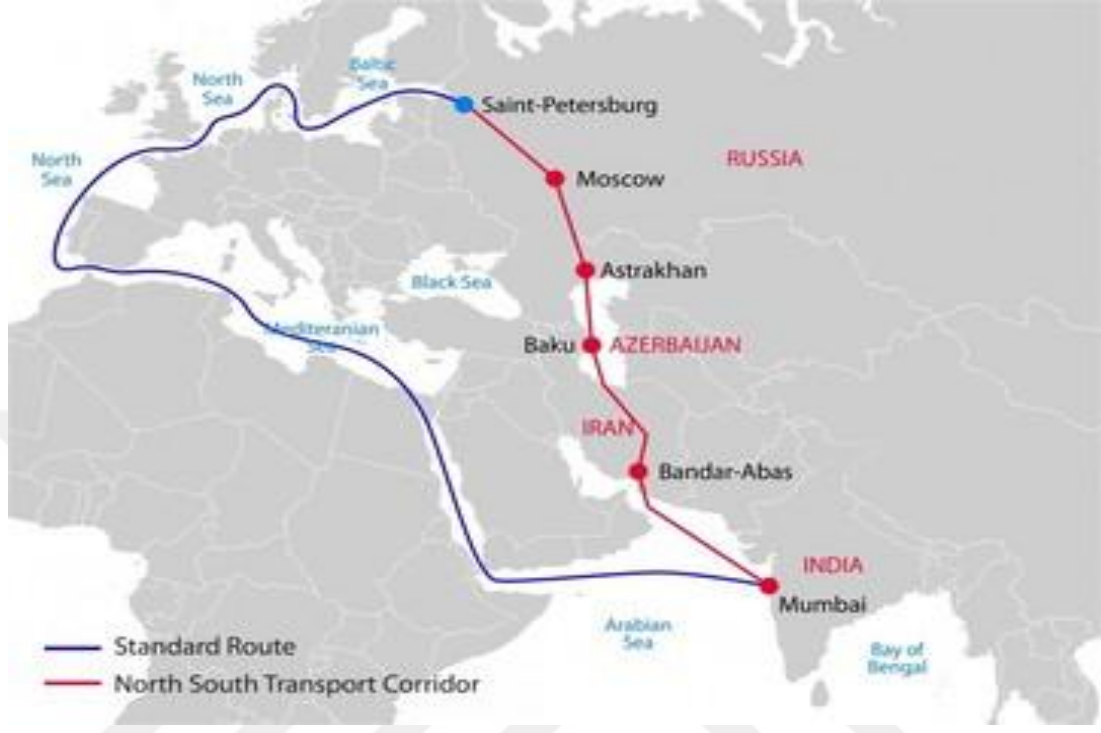 Baltic
Sea
North
Sea
Saint-Petersburg
North
Sea
RUSSIA
Moscow
Astrakhan
Black Sea
Mediteranian
Sea
Baku
AZERBAIJAN
IRAN
Bandar-Abas
INDIA
Mumbai
Arabian
Sea
Bay of
Bengal
Standard Route
North South Transport Corridor